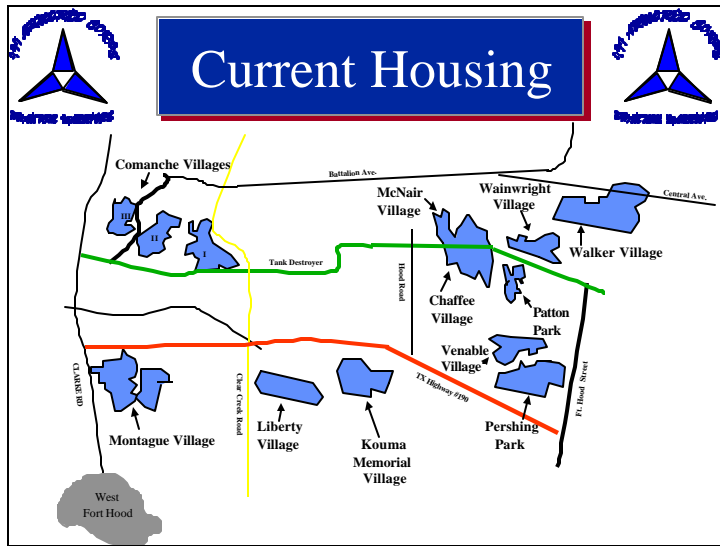 Current Housing
Comanche Villages
III
II
I
Battalion Ave.
Central Ave.
McNair
Village
Wainwright
Village
Walker Village
Tank Destroyer
Hood Road
Chaffee
Village
Patton
Park
Venable
Village
CLARKE RD
Clear Creek Road
TX Highway #190
Ft. Hood Street
Montague Village
Liberty
Village
Kouma
Memorial
Village
Pershing
Park
West
Fort Hood